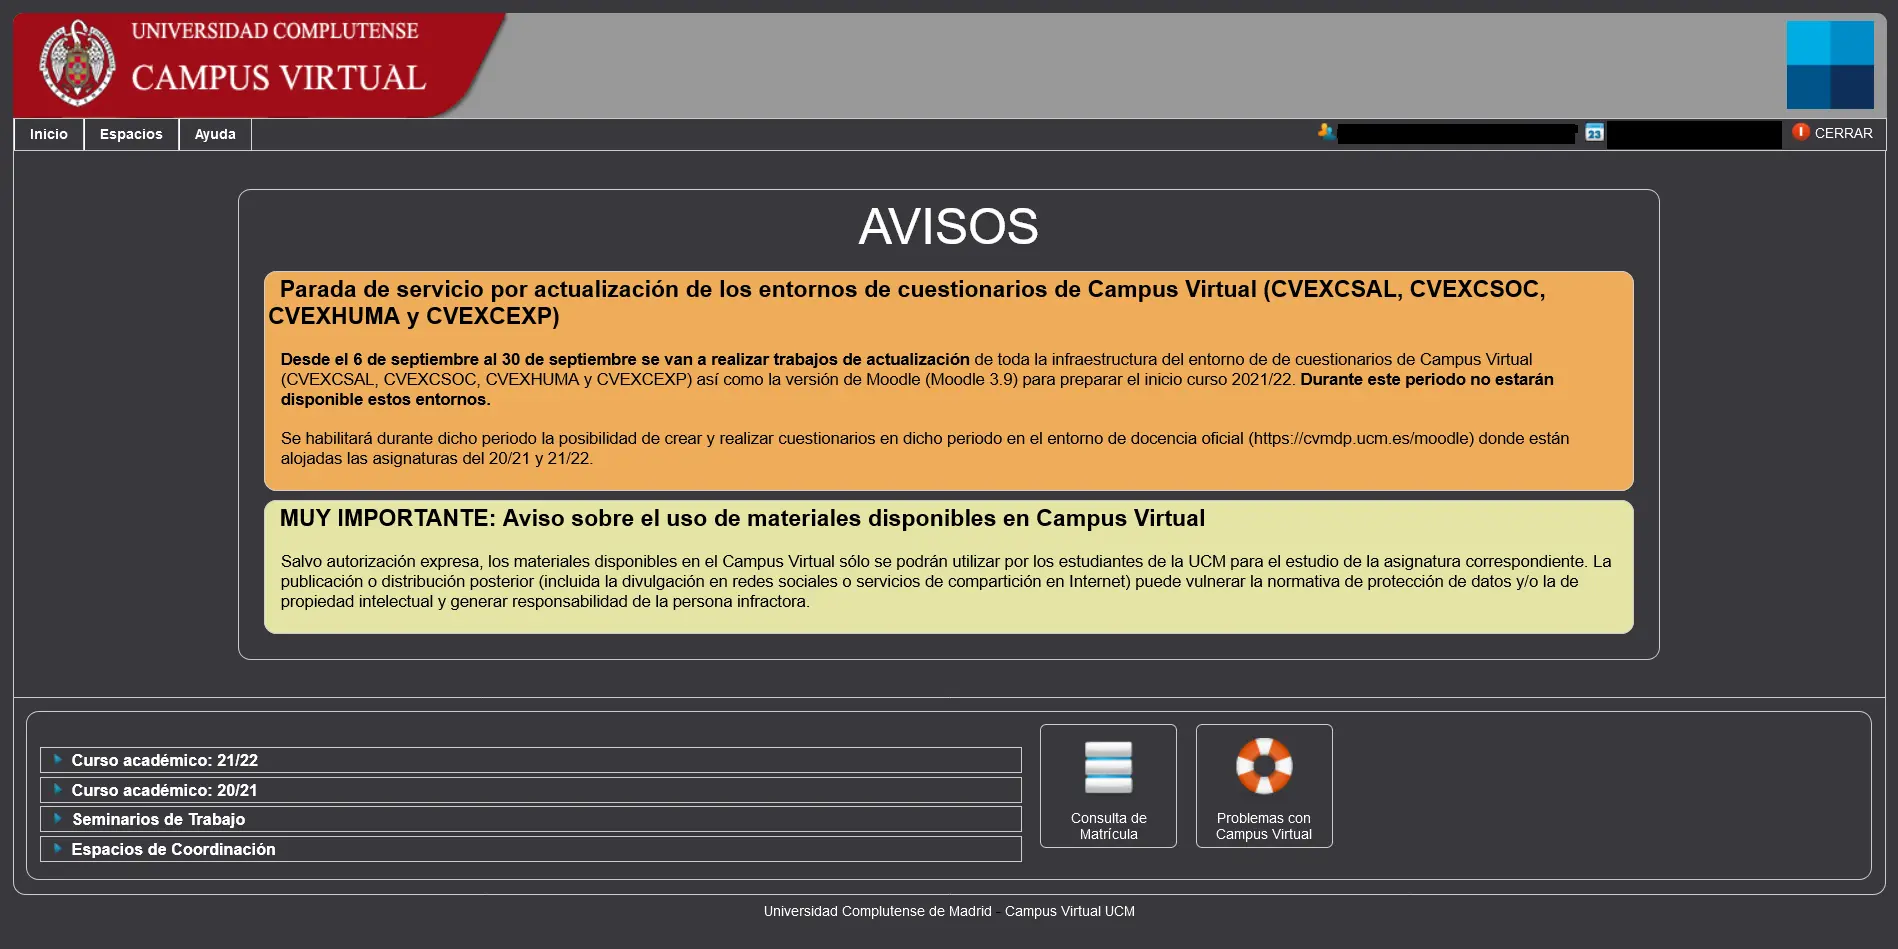 UNIVERSIDAD COMPLUTENSE
CAMPUS VIRTUAL
Inicio
Espacios
Ayuda
23
CERRAR
AVISOS
Parada de servicio por actualización de los entornos de cuestionarios de Campus Virtual (CVEXCSAL, CVEXCSOC,
CVEXHUMA y CVEXCEXP)
Desde el 6 de septiembre al 30 de septiembre se van a realizar trabajos de actualización de toda la infraestructura del entorno de de cuestionarios de Campus Virtual
(CVEXCSAL, CVEXCSOC, CVEXHUMA y CVEXCEXP) así como la versión de Moodle (Moodle 3.9) para preparar el inicio curso 2021/22. Durante este periodo no estarán
disponible estos entornos.
Se habilitará durante dicho periodo la posibilidad de crear y realizar cuestionarios en dicho periodo en el entorno de docencia oficial (https://cvmdp.ucm.es/moodle) donde están
alojadas las asignaturas del 20/21 y 21/22.
MUY IMPORTANTE: Aviso sobre el uso de materiales disponibles en Campus Virtual
Salvo autorización expresa, los materiales disponibles en el Campus Virtual sólo se podrán utilizar por los estudiantes de la UCM para el estudio de la asignatura correspondiente. La
publicación o distribución posterior (incluida la divulgación en redes sociales o servicios de compartición en Internet) puede vulnerar la normativa de protección de datos y/o la de
propiedad intelectual y generar responsabilidad de la persona infractora.
Curso académico: 21/22
Curso académico: 20/21
Seminarios de Trabajo
Espacios de Coordinación
Consulta de
Matrícula
Problemas con
Campus Virtual
Universidad Complutense de Madrid - Campus Virtual UCM